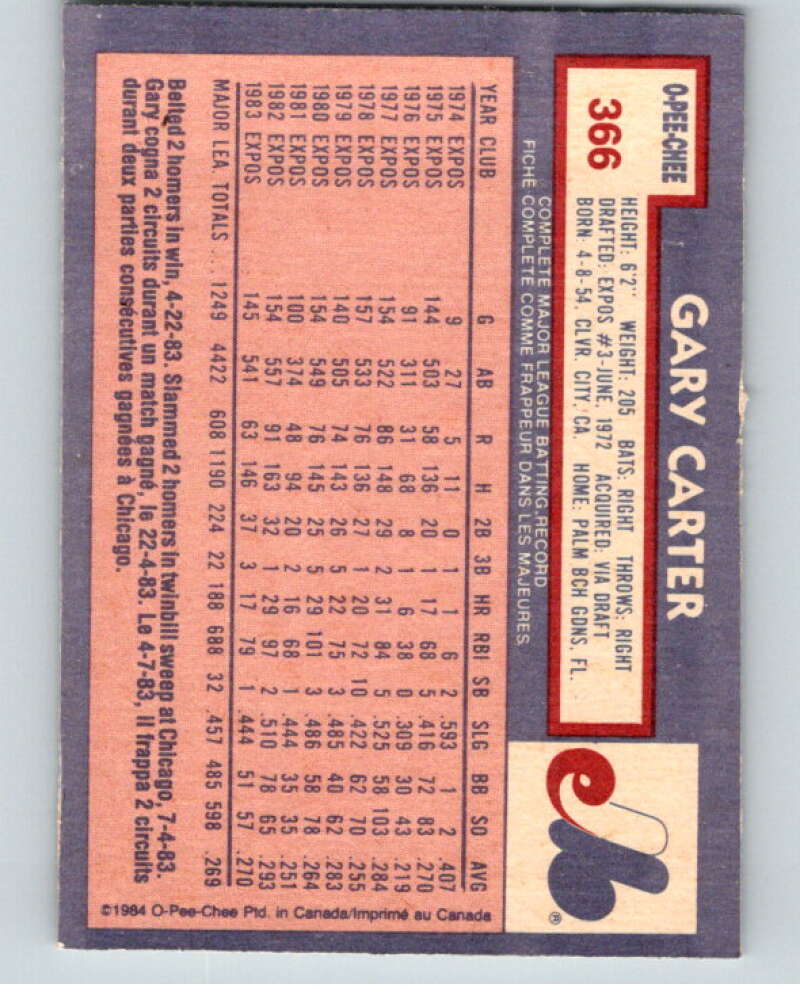 O-PEE-CHEE
366
GARY CARTER
HEIGHT: 6'2" WEIGHT: 205 BATS: RIGHT THROWS: RIGHT
DRAFTED: EXPOS #3-JUNE, 1972 ACQUIRED: VIA DRAFT
BORN: 4-8-54, CLVR. CITY, CA. HOME: PALM BCH GDNS, FL.
COMPLETE MAJOR LEAGUE BATTING RECORD
FICHE COMPLETE COMME FRAPPEUR DANS LES MAJEURES
YEAR CLUB G AB R H 2B 3B HR RBI SB SLG BB SO AVG
1974 EXPOS 9 27 5 11 0 1 1 6 2 .593 1 2 .407
1975 EXPOS 144 503 58 136 20 1 17 68 5 .416 72 83 .270
1976 EXPOS 91 311 31 68 8 1 6 38 0 .309 30 43 .219
1977 EXPOS 154 522 86 148 29 2 31 84 5 .525 58 103 .284
1978 EXPOS 157 533 76 136 27 1 20 72 10 .422 62 70 .255
1979 EXPOS 140 505 74 143 26 5 22 75 3 .485 40 62 .283
1980 EXPOS 154 549 76 145 25 5 29 101 3 .486 58 78 .264
1981 EXPOS 100 374 48 94 20 2 16 68 1 .444 35 35 .251
1982 EXPOS 154 557 91 163 32 1 29 97 2 .510 78 65 .293
1983 EXPOS 145 541 63 146 37 3 17 79 1 .444 51 57 .270
MAJOR LEA. TOTALS ... 1249 4422 608 1190 224 22 188 688 32 .457 485 598 .269
Belted 2 homers in win, 4-22-83. Slammed 2 homers in twinbill sweep at Chicago, 7-4-83.
Gary cogna 2 circuits durant un match gagné, le 22-4-83. Le 4-7-83, il frappa 2 circuits
durant deux parties consécutives gagnées à Chicago.
©1984 O-Pee-Chee Ptd. in Canada/Imprimé au Canada
®